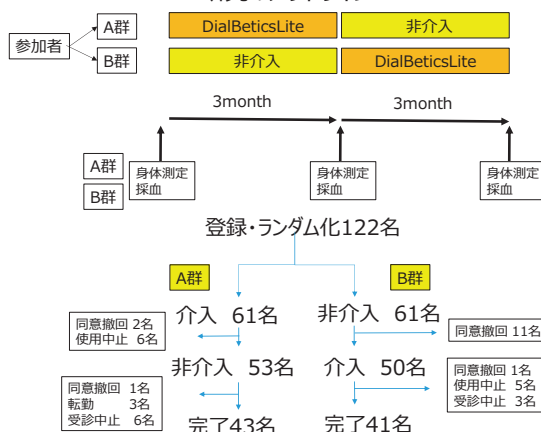 A群
DialBeticsLite
非介入
参加者
B群
非介入
DialBeticsLite
3month
3month
A群
B群
身体測定
採血
身体測定
採血
身体測定
採血
登録・ランダム化122名
A群
B群
介入 61名
非介入 61名
同意撤回 2名
使用中止 6名
同意撤回 11名
非介入 53名
介入 50名
同意撤回 1名
転勤 3名
受診中止 6名
同意撤回 1名
使用中止 5名
受診中止 3名
完了43名
完了41名